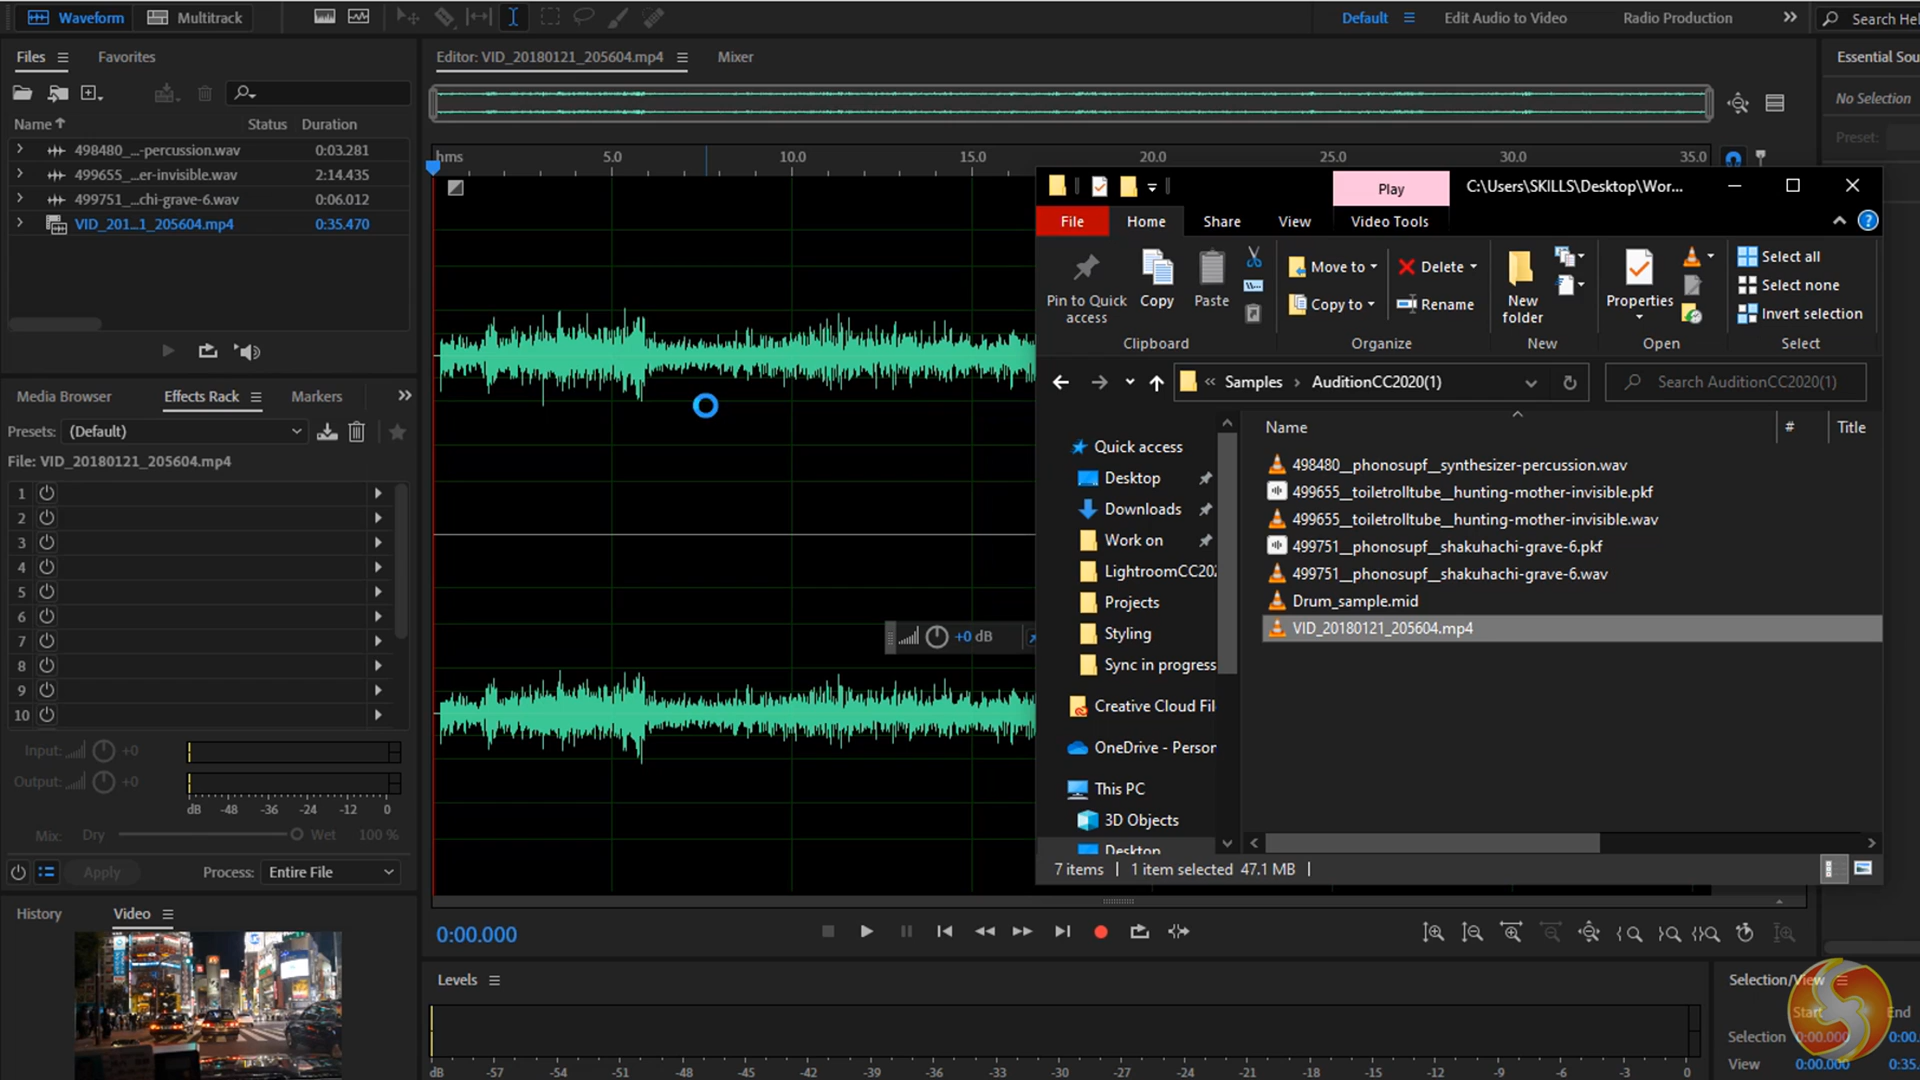 Waveform
Multitrack
Default
Edit Audio to Video
Radio Production
Search Hel
Files
Favorites
Editor: VID_20180121_205604.mp4
Mixer
Essential Sou
No Selection
Preset:
Name
Status
Duration
498480_...-percussion.wav 0:03.281
499655_...er-invisible.wav 2:14.435
499751_...chi-grave-6.wav 0:06.012
VID_201...1_205604.mp4 0:35.470
hms 5.0 10.0 15.0 20.0 25.0 30.0 35.0
Media Browser
Effects Rack
Markers
Presets: (Default)
File: VID_20180121_205604.mp4
1
2
3
4
5
6
7
8
9
10
Input: +0
Output: +0
dB -48 -36 -24 -12 0
Mix: Dry Wet 100 %
Apply
Process: Entire File
History
Video
+0 dB
Play
C:\Users\SKILLS\Desktop\Wor...
File
Home
Share
View
Video Tools
Pin to Quick access
Copy
Paste
Move to
Copy to
Delete
Rename
New folder
Properties
Select all
Select none
Invert selection
Clipboard
Organize
New
Open
Select
Samples
AuditionCC2020(1)
Search AuditionCC2020(1)
Name
#
Title
Quick access
Desktop
Downloads
Work on
LightroomCC202
Projects
Styling
Sync in progress
Creative Cloud Fil
OneDrive - Person
This PC
3D Objects
Desktop
498480__phonosupf__synthesizer-percussion.wav
499655__toiletrolltube__hunting-mother-invisible.pkf
499655__toiletrolltube__hunting-mother-invisible.wav
499751__phonosupf__shakuhachi-grave-6.pkf
499751__phonosupf__shakuhachi-grave-6.wav
Drum_sample.mid
VID_20180121_205604.mp4
7 items
1 item selected 47.1 MB
0:00.000
Levels
dB -57 -54 -51 -48 -45 -42 -39 -36 -33 -30 -27 -24 -21 -18 -15 -12 -9 -6 -3 0
Selection/View
Start End
Selection 0:00.000 0:00.
View 0:00.000 0:35.